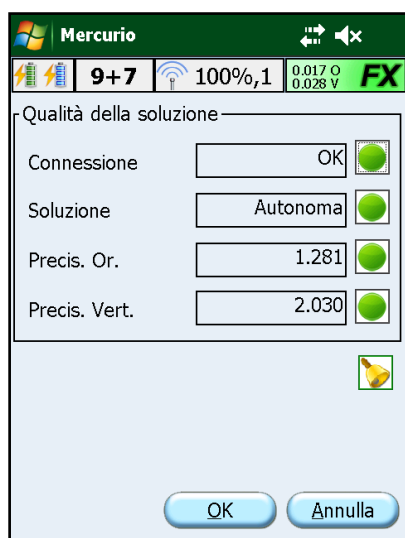 Mercurio
9+7 100%,1 0.017 O FX
0.028 V
Qualità della soluzione
Connessione OK
Soluzione Autonoma
Precis. Or. 1.281
Precis. Vert. 2.030
OK Annulla